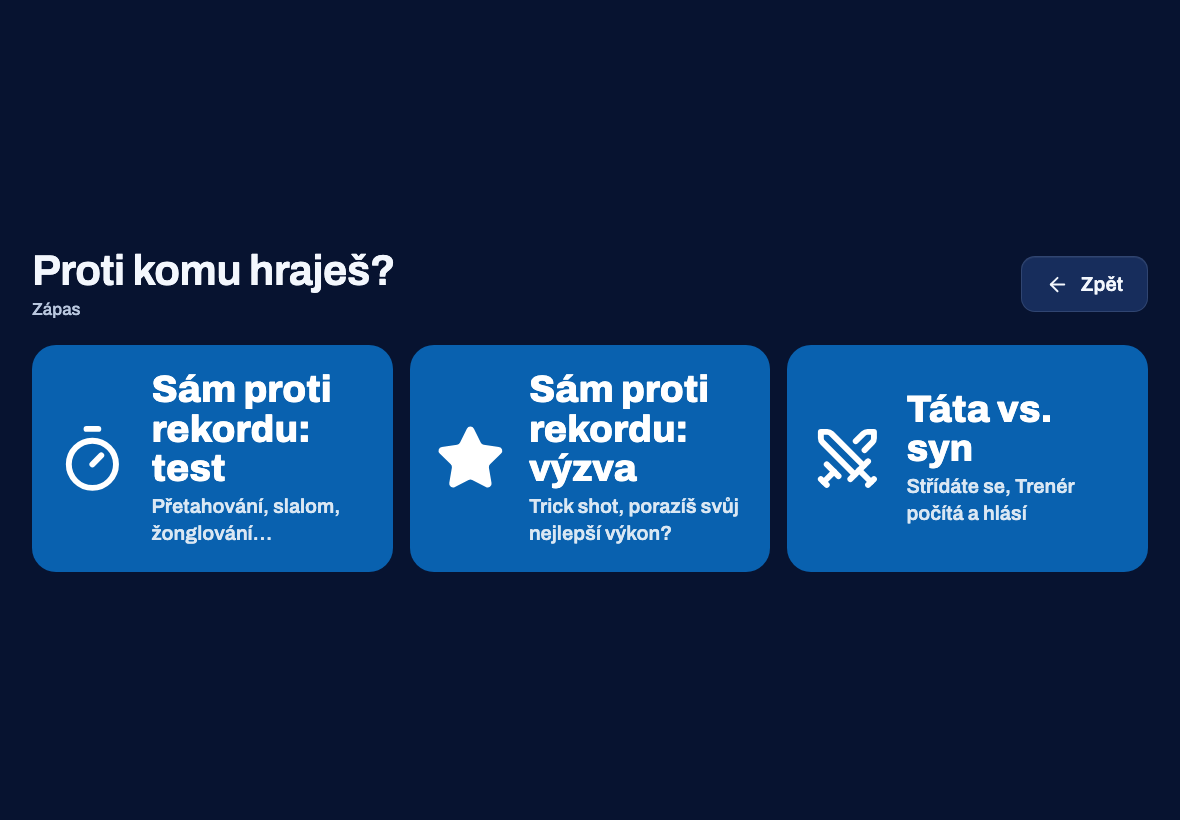 Proti komu hraješ?
Zápas
Zpět
Sám proti
rekordu:
test
Přetahování, slalom,
žonglování…
Sám proti
rekordu:
výzva
Trick shot, porazíš svůj
nejlepší výkon?
Táta vs.
syn
Střídáte se, Trenér
počítá a hlásí